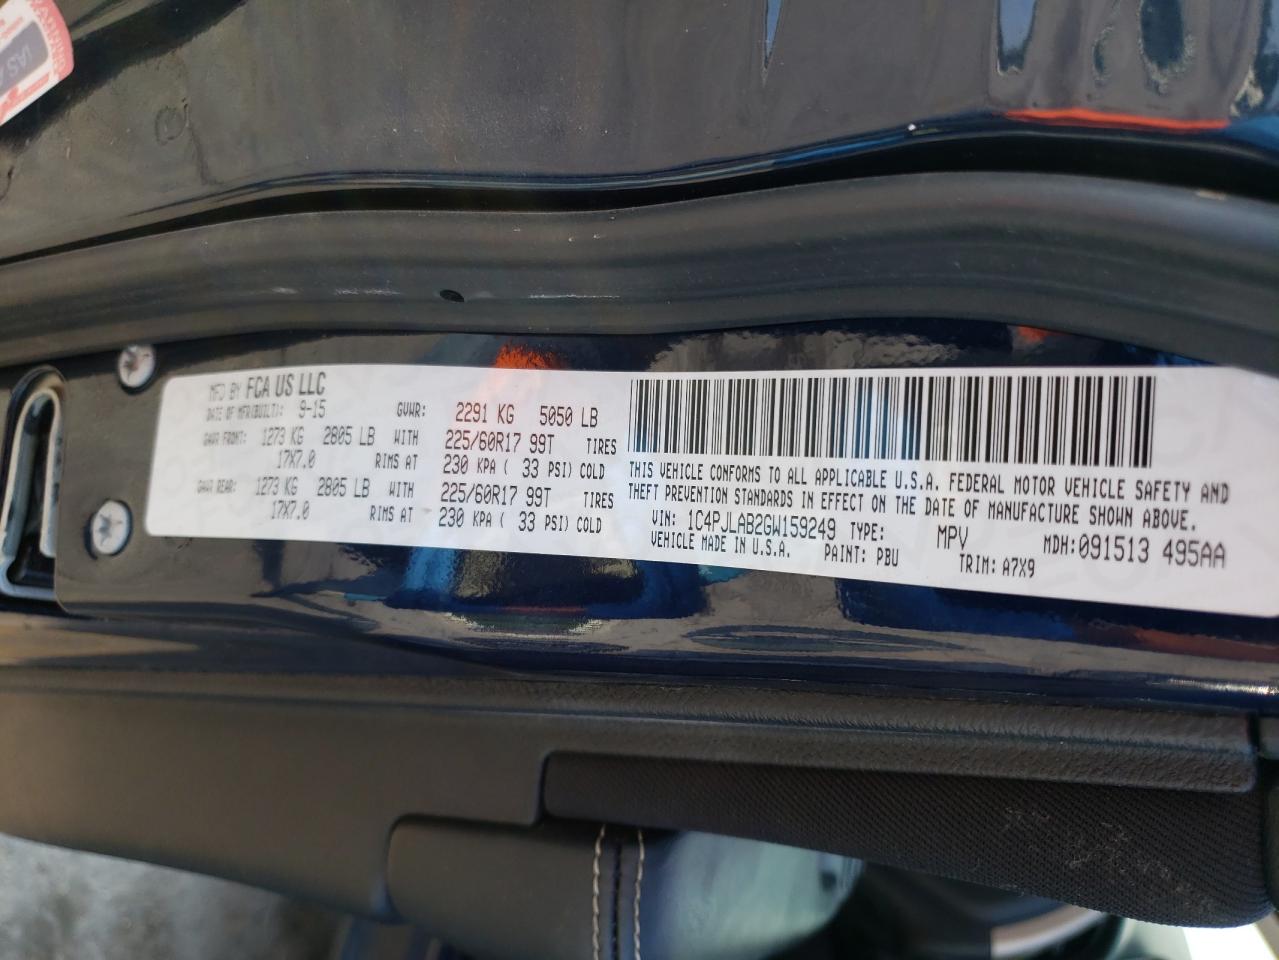 IAS
MFD BY FCA US LLC
DATE OF MFR(BUILT): 9-15 GVWR: 2291 KG 5050 LB
GAWR FRONT: 1273 KG 2805 LB WITH 225/60R17 99T TIRES
17X7.0 RIMS AT 230 KPA ( 33 PSI) COLD
GAWR REAR: 1273 KG 2805 LB WITH 225/60R17 99T TIRES
17X7.0 RIMS AT 230 KPA ( 33 PSI) COLD
THIS VEHICLE CONFORMS TO ALL APPLICABLE U.S.A. FEDERAL MOTOR VEHICLE SAFETY AND
THEFT PREVENTION STANDARDS IN EFFECT ON THE DATE OF MANUFACTURE SHOWN ABOVE.
VIN: 1C4PJLAB2GW159249 TYPE: MPV MDH:091513 495AA
VEHICLE MADE IN U.S.A. PAINT: PBU TRIM: A7X9